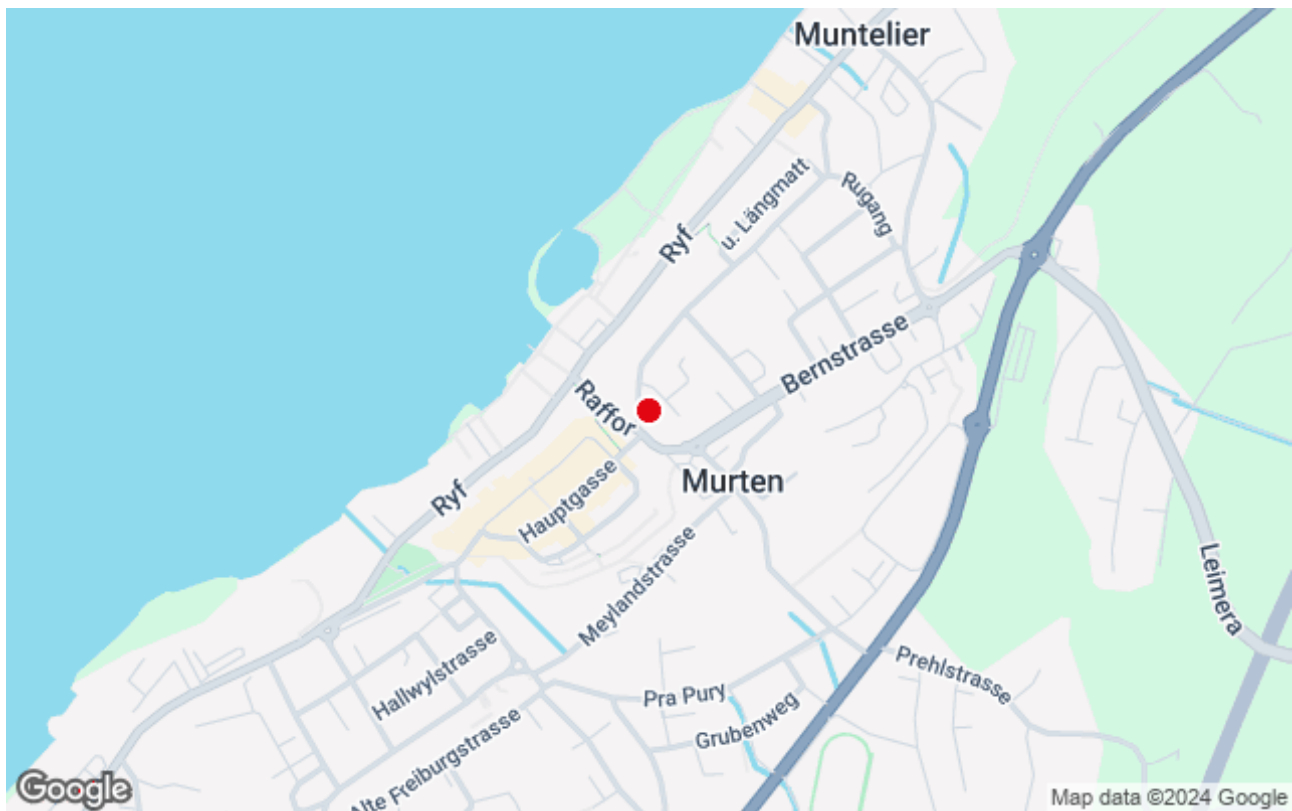 Muntelier
Rugang
u. Längmatt
Ryf
Bernstrasse
Raffor
Murten
Hauptgasse
Ryf
Leimera
Meylandstrasse
Prehlstrasse
Hallwylstrasse
Pra Pury
Grubenweg
Alte Freiburgstrasse
Google
Map data ©2024 Google